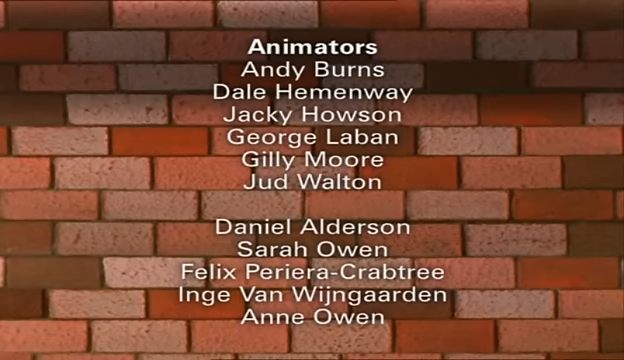 Animators
Andy Burns
Dale Hemenway
Jacky Howson
George Laban
Gilly Moore
Jud Walton
Daniel Alderson
Sarah Owen
Felix Periera-Crabtree
Inge Van Wijngaarden
Anne Owen